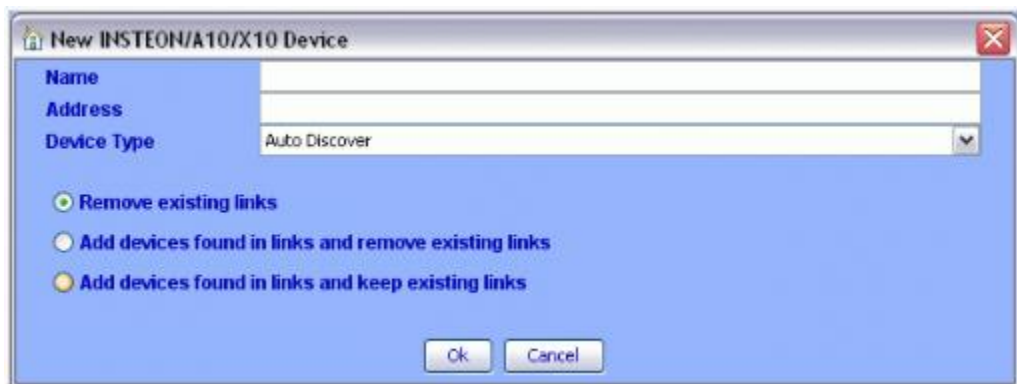 New INSTEON/A10/X10 Device
Name
Address
Device Type Auto Discover
Remove existing links
Add devices found in links and remove existing links
Add devices found in links and keep existing links
Ok Cancel